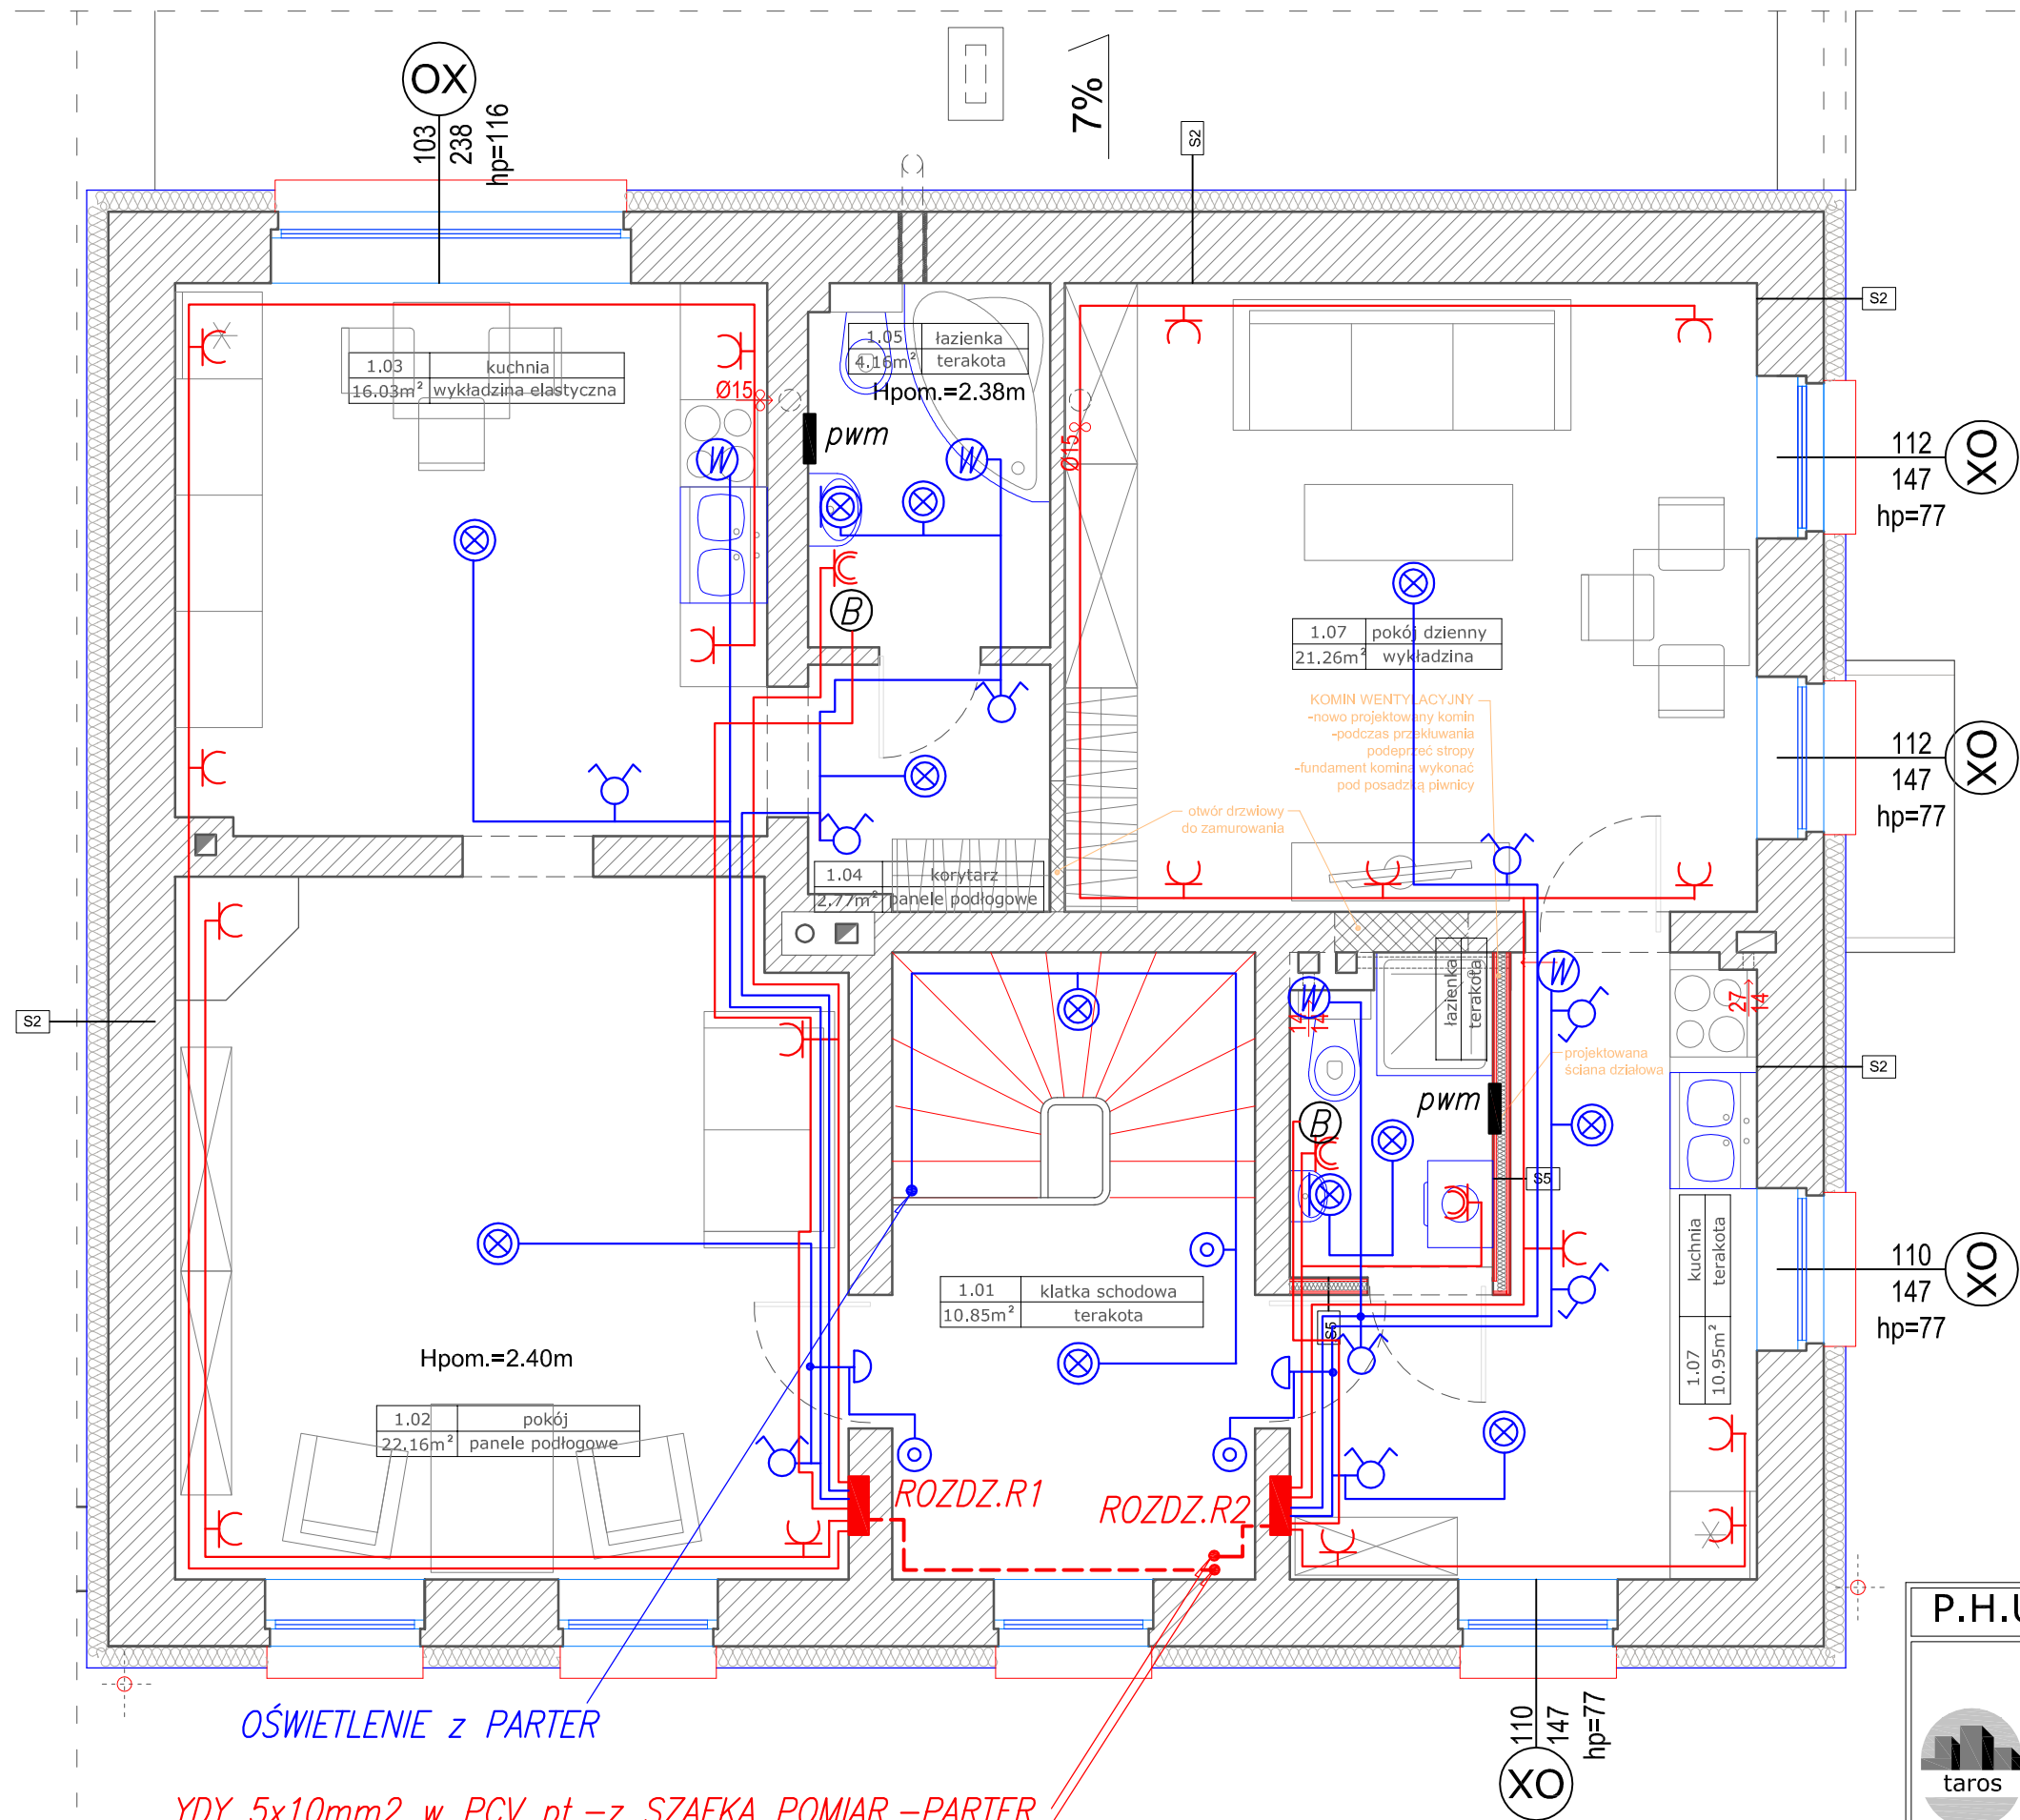 OX
103
238
hp=116
7%
S2
S2
1.03 kuchnia
16.03m² wykładzina elastyczna
1.05 łazienka
4.16m² terakota
Hpom.=2.38m
Ø15
pwm
W
W
Ø15
B
112
147
hp=77
XO
1.07 pokój dzienny
21.26m² wykładzina
KOMIN WENTYLACYJNY
-nowo projektowany komin
-podczas przekłuwania
podeprzeć stropy
-fundament komina wykonać
pod posadzką piwnicy
112
147
hp=77
XO
otwór drzwiowy
do zamurowania
1.04 korytarz
2.77m² panele podłogowe
S2
W
14
14
łazienka
terakota
W
27
14
projektowana
ściana działowa
S2
pwm
B
S5
S5
kuchnia
terakota
1.07
10.95m²
110
147
hp=77
XO
1.01 klatka schodowa
10.85m² terakota
Hpom.=2.40m
1.02 pokój
22.16m² panele podłogowe
ROZDZ.R1
ROZDZ.R2
P.H.U
OŚWIETLENIE z PARTER
110
147
hp=77
XO
taros
YDY 5x10mm2 w PCV pt –z SZAFKA POMIAR –PARTER